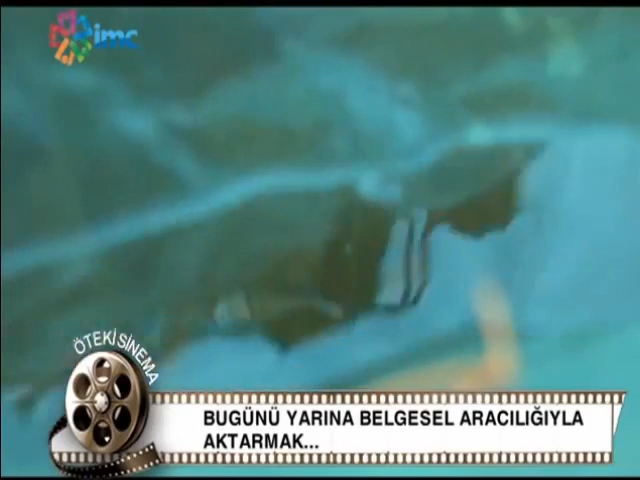 imc
ÖTEKİ SİNEMA
BUGÜNÜ YARINA BELGESEL ARACILIĞIYLA
AKTARMAK...